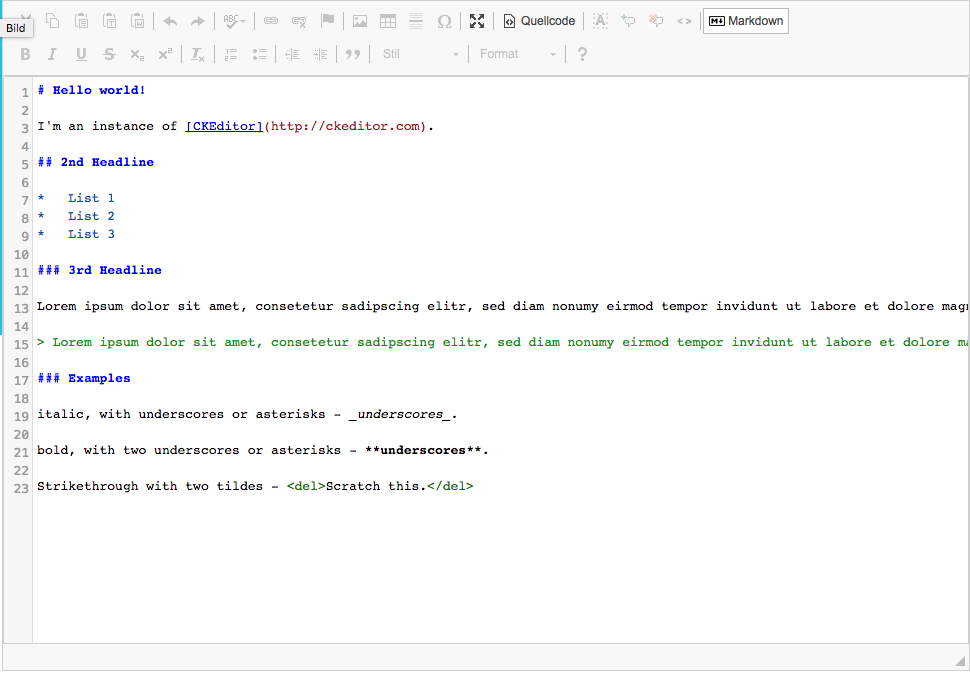 Bild
ABC
Quellcode
Markdown
B I U S x₂ x² Tx
Stil
Format
?
1 # Hello world!
2
3 I'm an instance of [CKEditor](http://ckeditor.com).
4
5 ## 2nd Headline
6
7 *   List 1
8 *   List 2
9 *   List 3
10
11 ### 3rd Headline
12
13 Lorem ipsum dolor sit amet, consetetur sadipscing elitr, sed diam nonumy eirmod tempor invidunt ut labore et dolore mag
14
15 > Lorem ipsum dolor sit amet, consetetur sadipscing elitr, sed diam nonumy eirmod tempor invidunt ut labore et dolore m
16
17 ### Examples
18
19 italic, with underscores or asterisks - _underscores_.
20
21 bold, with two underscores or asterisks - **underscores**.
22
23 Strikethrough with two tildes - <del>Scratch this.</del>